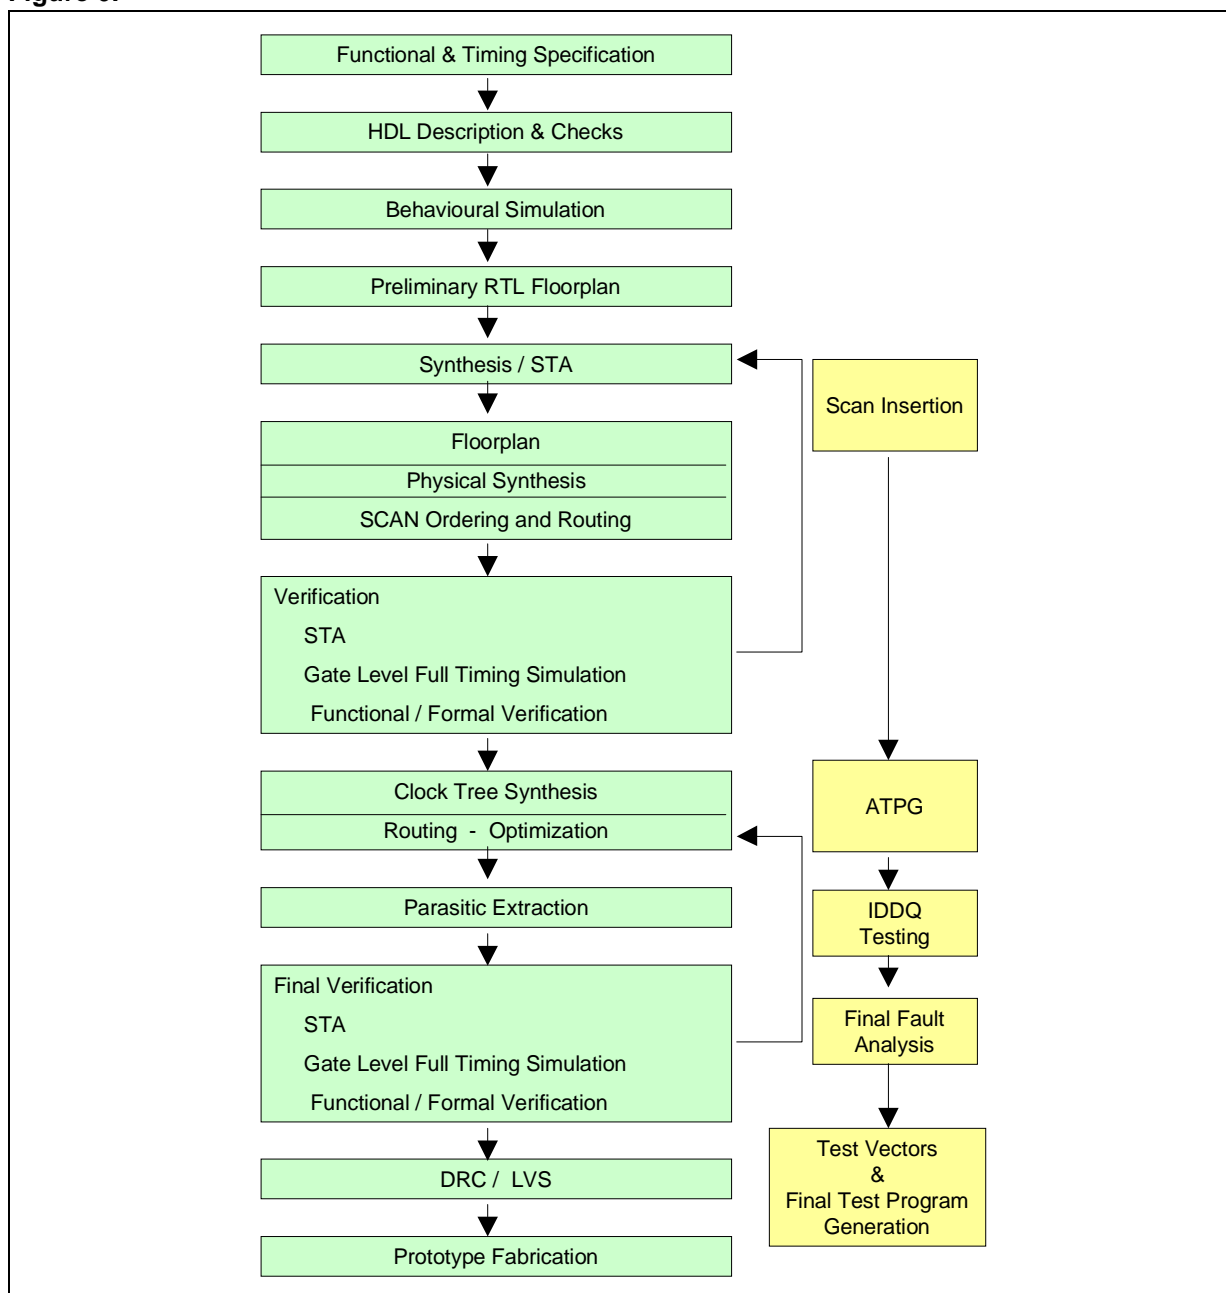 Functional & Timing Specification
HDL Description & Checks
Behavioural Simulation
Preliminary RTL Floorplan
Synthesis / STA
Floorplan
Physical Synthesis
SCAN Ordering and Routing
Verification
STA
Gate Level Full Timing Simulation
Functional / Formal Verification
Clock Tree Synthesis
Routing - Optimization
Parasitic Extraction
Final Verification
STA
Gate Level Full Timing Simulation
Functional / Formal Verification
DRC / LVS
Prototype Fabrication
Scan Insertion
ATPG
IDDQ
Testing
Final Fault
Analysis
Test Vectors
&
Final Test Program
Generation